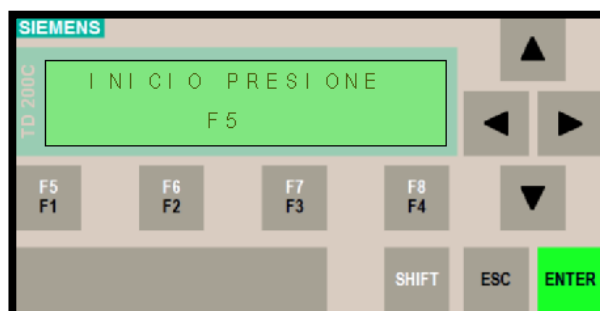 SIEMENS
TD 200C
INICIO PRESIONE
F5
F5 F6 F7 F8
F1 F2 F3 F4
SHIFT ESC ENTER